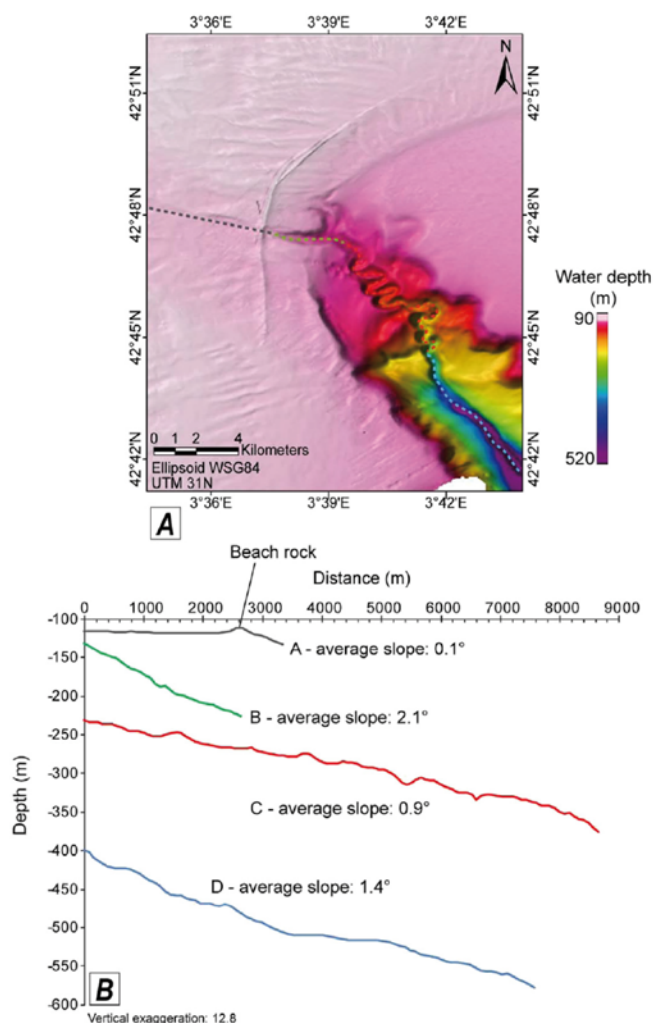 3°36'E 3°39'E 3°42'E
N
42°51'N 42°51'N
42°48'N 42°48'N
42°45'N 42°45'N
42°42'N 42°42'N
Water depth
(m)
90
520
0 1 2 4
Kilometers
Ellipsoid WSG84
UTM 31N
A
3°36'E 3°39'E 3°42'E
Beach rock
Distance (m)
0 1000 2000 3000 4000 5000 6000 7000 8000 9000
-100
A - average slope: 0.1°
-150
-200
B - average slope: 2.1°
-250
-300
Depth (m)
C - average slope: 0.9°
-350
-400
D - average slope: 1.4°
-450
-500
-550
B
-600
Vertical exaggeration: 12.8